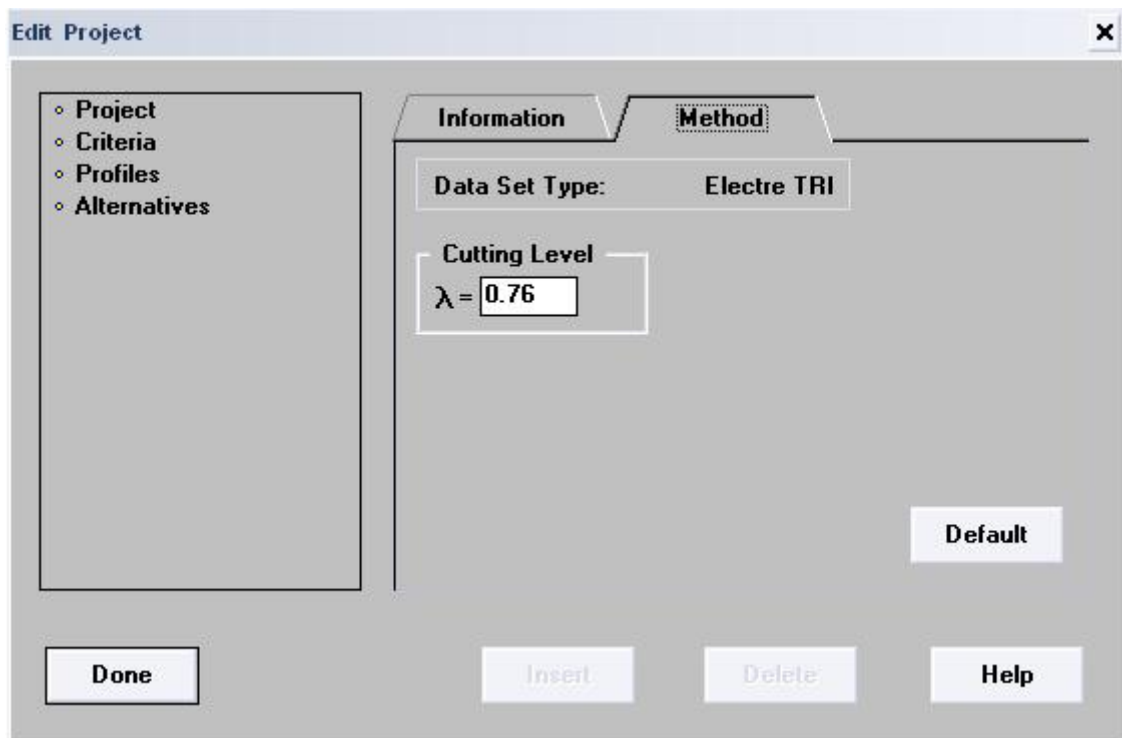 Edit Project
Project
Criteria
Profiles
Alternatives
Information
Method
Data Set Type: Electre TRI
Cutting Level
λ = 0.76
Default
Done
Insert
Delete
Help